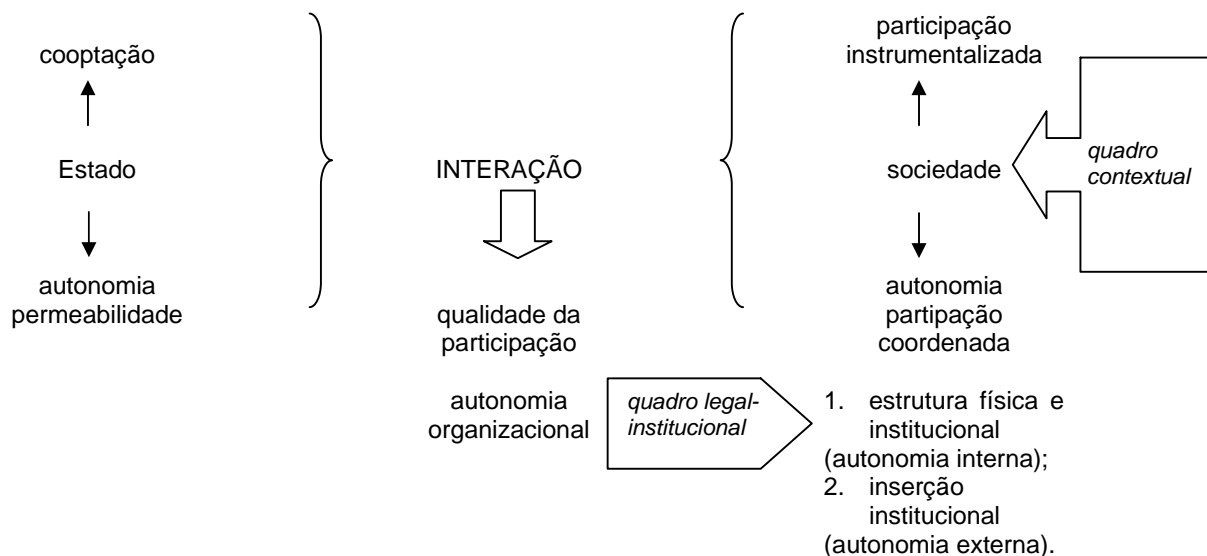 cooptação
Estado
autonomia
permeabilidade
INTERAÇÃO
qualidade da
participação
autonomia
organizacional
quadro legal-
institucional
participação
instrumentalizada
sociedade
autonomia
partipação
coordenada
quadro
contextual
1. estrutura física e
institucional
(autonomia interna);
2. inserção
institucional
(autonomia externa).